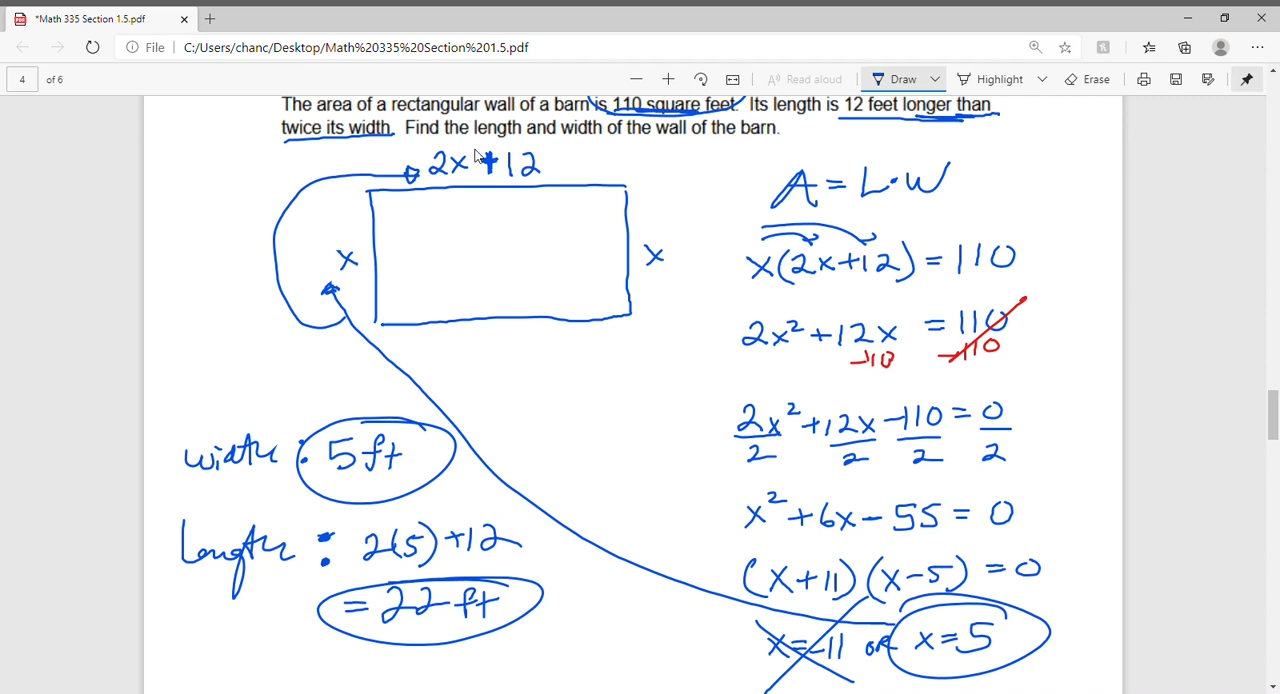 *Math 335 Section 1.5.pdf
File C:/Users/chanc/Desktop/Math%20335%20Section%201.5.pdf
4 of 6
Read aloud Draw Highlight Erase
The area of a rectangular wall of a barn is 110 square feet. Its length is 12 feet longer than
twice its width. Find the length and width of the wall of the barn.
2x + 12
x
x
A = L·W
x(2x+12) = 110
2x² + 12x = 110
-110 -110
2x² + 12x - 110 = 0
2 2 2 2
x² + 6x - 55 = 0
(x+11)(x-5) = 0
x = -11 or x = 5
width: 5 ft
length: 2(5) + 12
= 22 ft